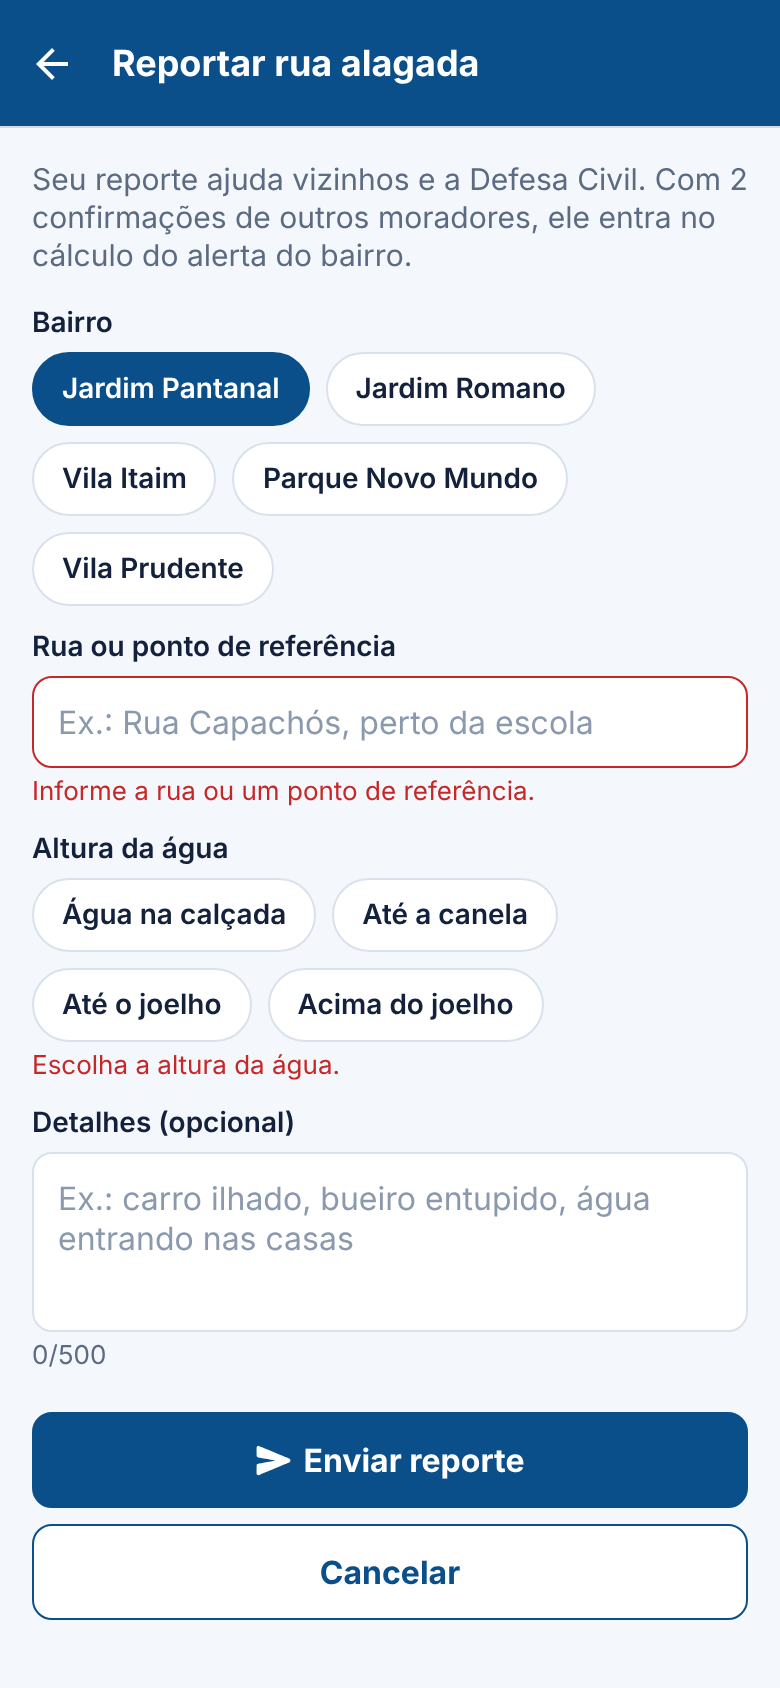 Reportar rua alagada
Seu reporte ajuda vizinhos e a Defesa Civil. Com 2
confirmações de outros moradores, ele entra no
cálculo do alerta do bairro.
Bairro
Jardim Pantanal
Jardim Romano
Vila Itaim
Parque Novo Mundo
Vila Prudente
Rua ou ponto de referência
Ex.: Rua Capachós, perto da escola
Informe a rua ou um ponto de referência.
Altura da água
Água na calçada
Até a canela
Até o joelho
Acima do joelho
Escolha a altura da água.
Detalhes (opcional)
Ex.: carro ilhado, bueiro entupido, água
entrando nas casas
0/500
Enviar reporte
Cancelar